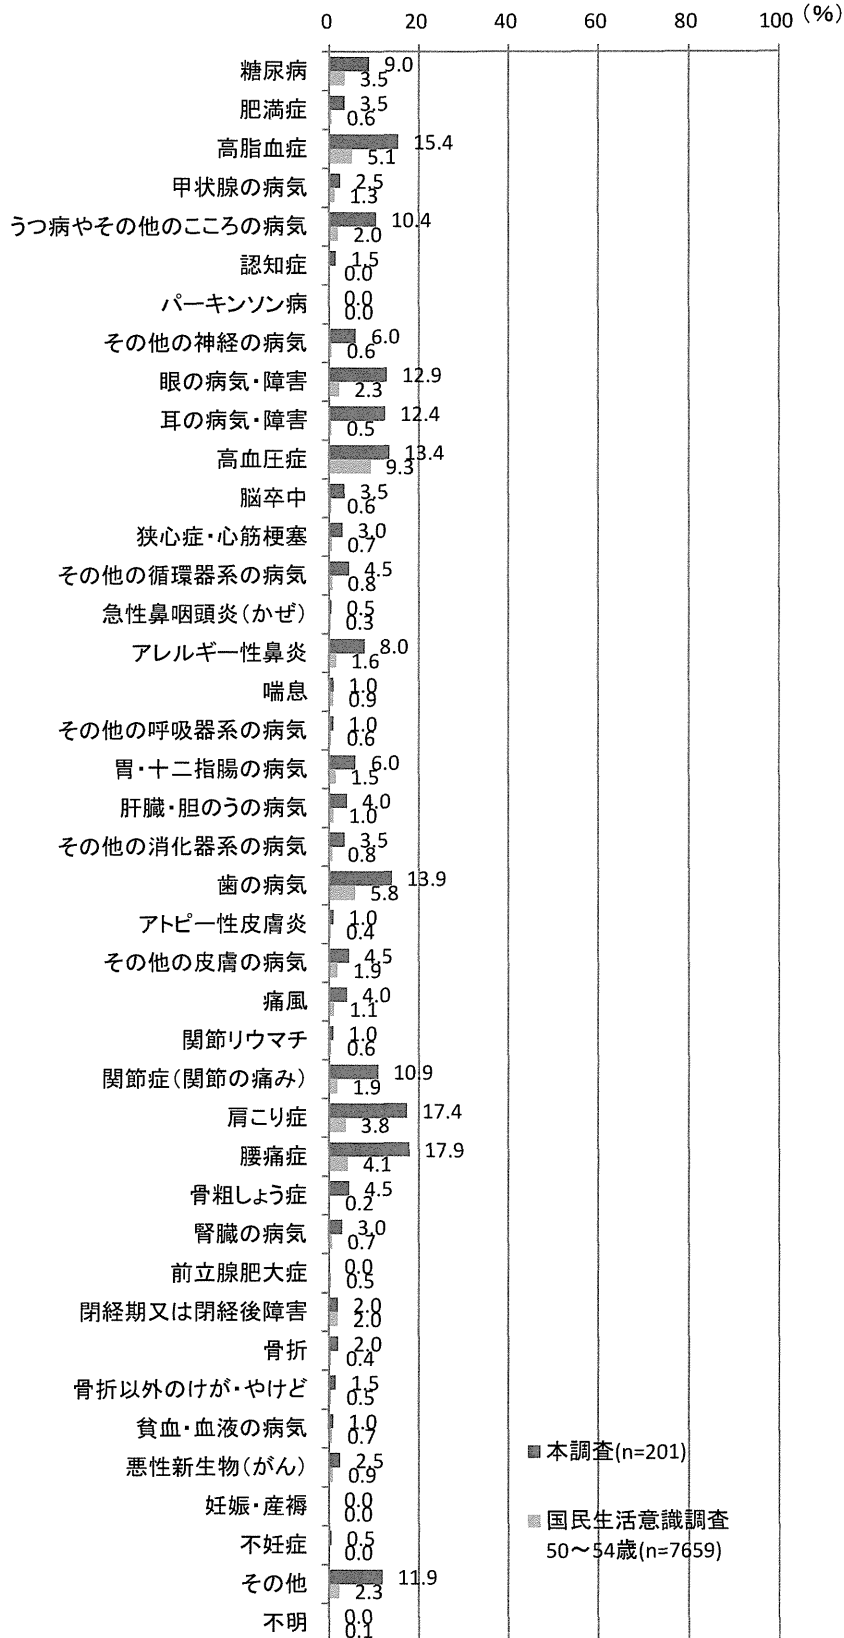 0 20 40 60 80 100 (%)
糖尿病 9.0 3.5
肥満症 3.5 0.6
高脂血症 15.4 5.1
甲状腺の病気 2.5 1.3
うつ病やその他のこころの病気 10.4 2.0
認知症 1.5 0.0
パーキンソン病 0.0 0.0
その他の神経の病気 6.0 0.6
眼の病気・障害 12.9 2.3
耳の病気・障害 12.4 0.5
高血圧症 13.4 9.3
脳卒中 3.5 0.6
狭心症・心筋梗塞 3.0 0.7
その他の循環器系の病気 4.5 0.8
急性鼻咽頭炎(かぜ) 0.5 0.3
アレルギー性鼻炎 8.0 1.6
喘息 1.0 0.9
その他の呼吸器系の病気 1.0 0.6
胃・十二指腸の病気 6.0 1.5
肝臓・胆のうの病気 4.0 1.0
その他の消化器系の病気 3.5 0.8
歯の病気 13.9 5.8
アトピー性皮膚炎 1.0 0.4
その他の皮膚の病気 4.5 1.9
痛風 4.0 1.1
関節リウマチ 1.0 0.6
関節症(関節の痛み) 10.9 1.9
肩こり症 17.4 3.8
腰痛症 17.9 4.1
骨粗しょう症 4.5 0.2
腎臓の病気 3.0 0.7
前立腺肥大症 0.0 0.5
閉経期又は閉経後障害 2.0 2.0
骨折 2.0 0.4
骨折以外のけが・やけど 1.5 0.5
貧血・血液の病気 1.0 0.7
悪性新生物(がん) 2.5 0.9
妊娠・産褥 0.0 0.0
不妊症 0.5 0.0
その他 11.9 2.3
不明 0.0 0.1
本調査(n=201)
国民生活意識調査
50～54歳(n=7659)